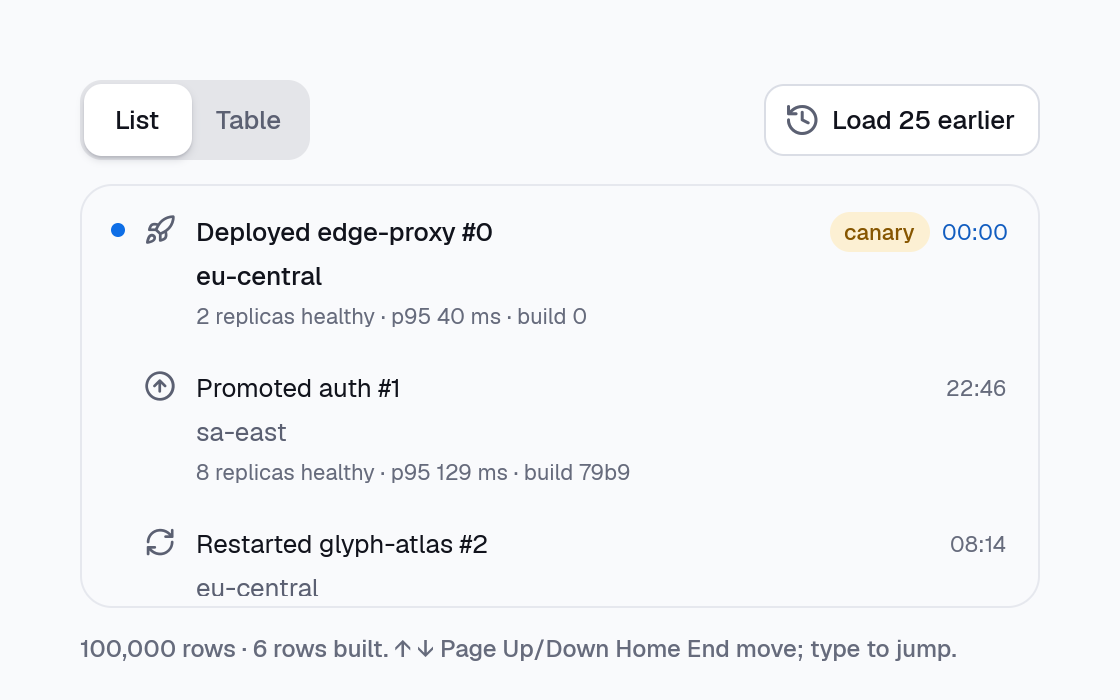 List
Table
Load 25 earlier
Deployed edge-proxy #0
canary
00:00
eu-central
2 replicas healthy · p95 40 ms · build 0
Promoted auth #1
22:46
sa-east
8 replicas healthy · p95 129 ms · build 79b9
Restarted glyph-atlas #2
08:14
eu-central
100,000 rows · 6 rows built. ↑ ↓ Page Up/Down Home End move; type to jump.